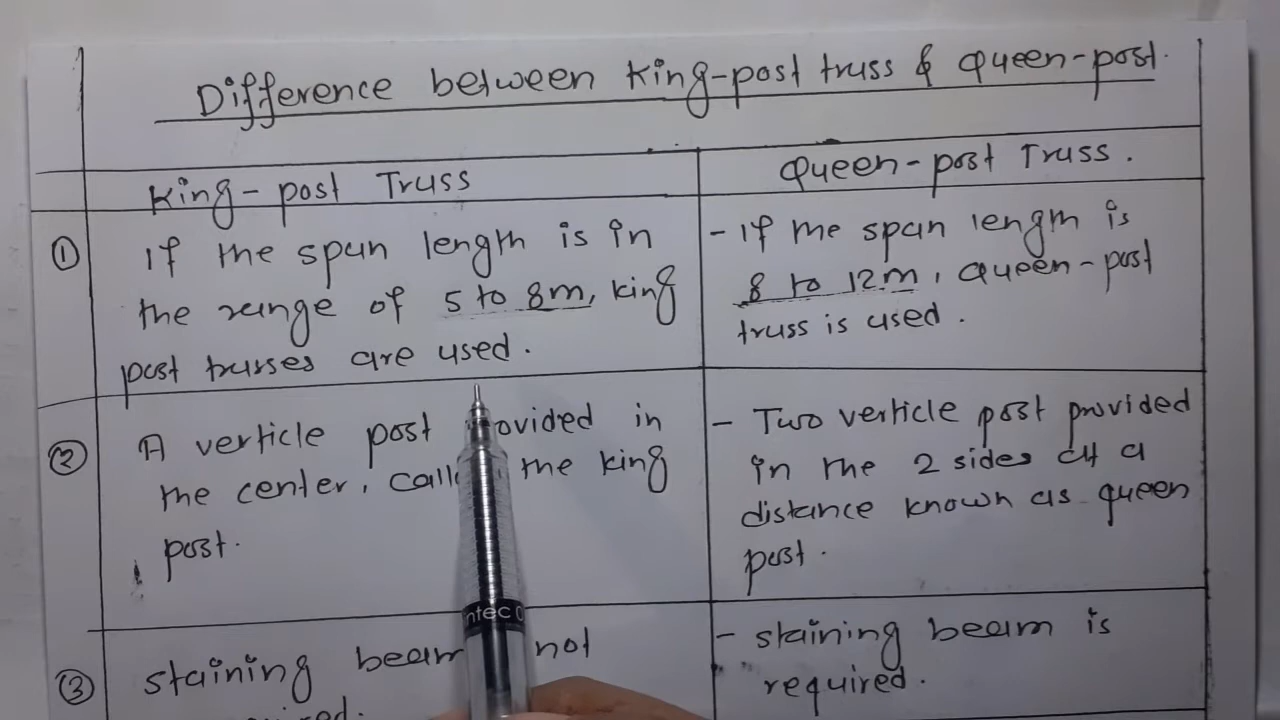 Difference between King-post truss & Queen-post.
King-post Truss
Queen-post Truss.
① If the span length is in
the range of 5 to 8m, king
post trusses are used.
- If the span length is
8 to 12m, queen-post
truss is used.
② A verticle post provided in
the center, called the king
post.
- Two verticle post provided
in the 2 sides at a
distance known as queen
post.
③ staining beam not
- staining beam is
required.
ntec